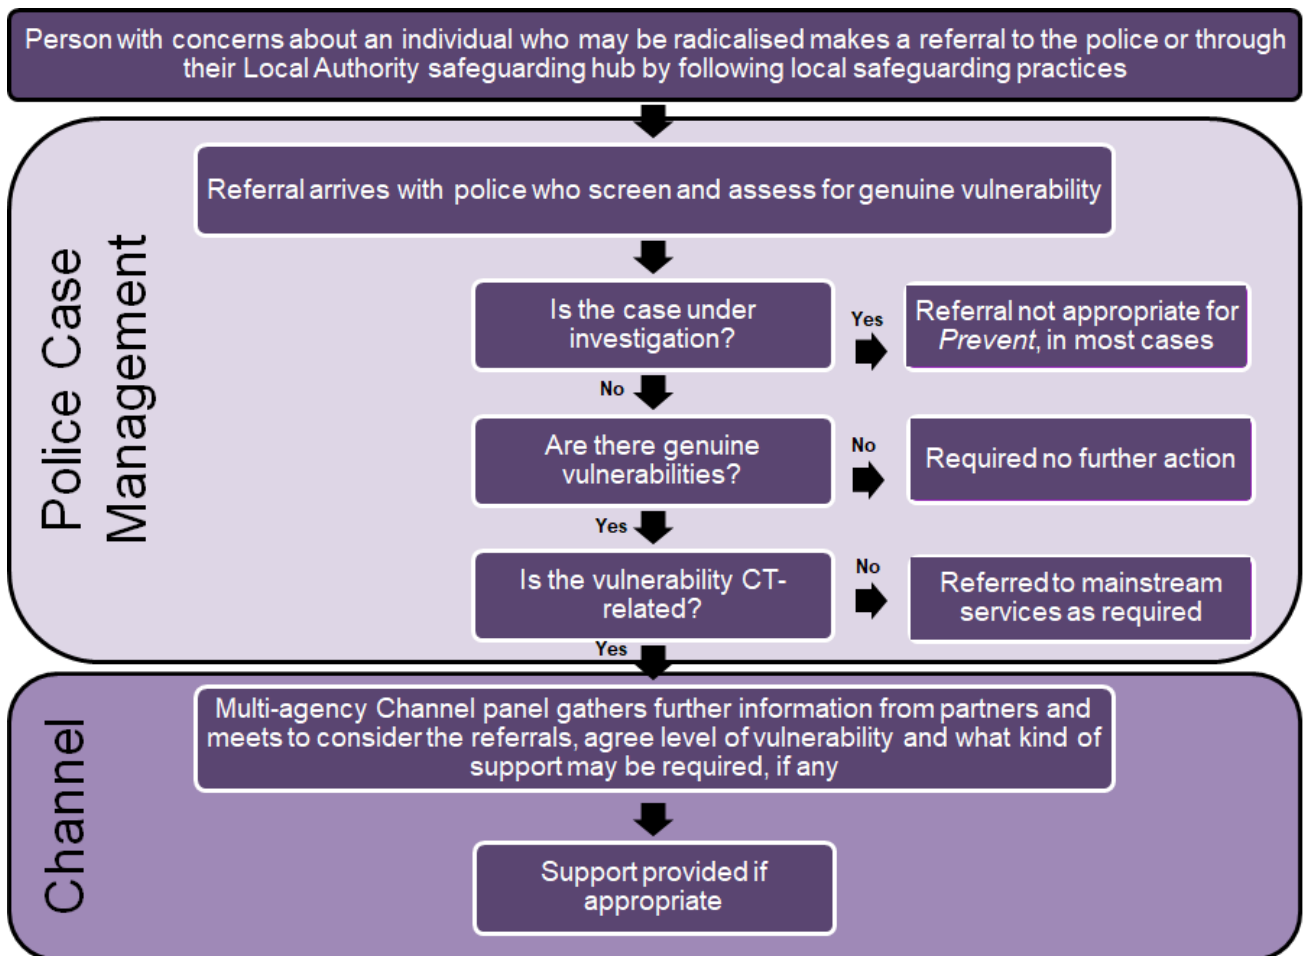 Person with concerns about an individual who may be radicalised makes a referral to the police or through
their Local Authority safeguarding hub by following local safeguarding practices
Police Case
Management
Referral arrives with police who screen and assess for genuine vulnerability
Is the case under
investigation?
Yes
Referral not appropriate for
Prevent, in most cases
No
Are there genuine
vulnerabilities?
No
Required no further action
Yes
Is the vulnerability CT-
related?
No
Referred to mainstream
services as required
Yes
Channel
Multi-agency Channel panel gathers further information from partners and
meets to consider the referrals, agree level of vulnerability and what kind of
support may be required, if any
Support provided if
appropriate